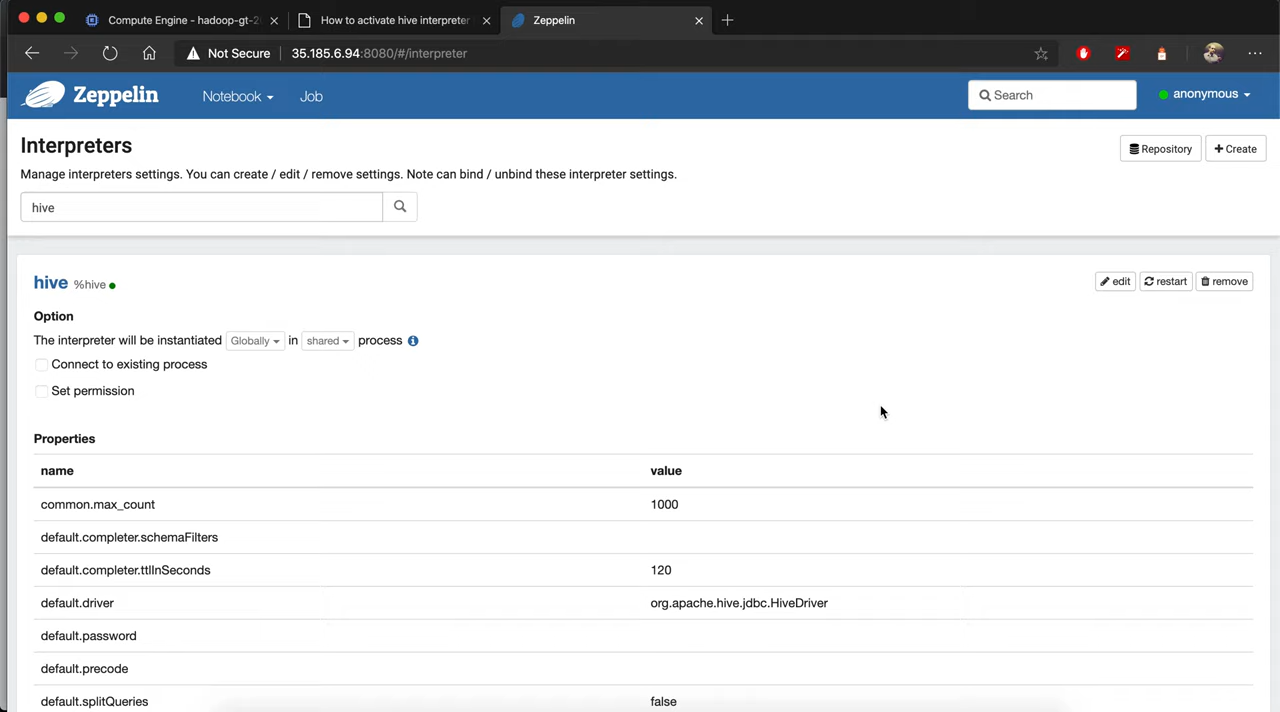 Compute Engine - hadoop-gt-2
How to activate hive interpreter
Zeppelin
Not Secure
35.185.6.94:8080/#/interpreter
Zeppelin
Notebook
Job
Search
anonymous
Interpreters
Repository
Create
Manage interpreters settings. You can create / edit / remove settings. Note can bind / unbind these interpreter settings.
hive
hive %hive
edit
restart
remove
Option
The interpreter will be instantiated Globally in shared process
Connect to existing process
Set permission
Properties
name value
common.max_count 1000
default.completer.schemaFilters
default.completer.ttlInSeconds 120
default.driver org.apache.hive.jdbc.HiveDriver
default.password
default.precode
default.splitQueries false